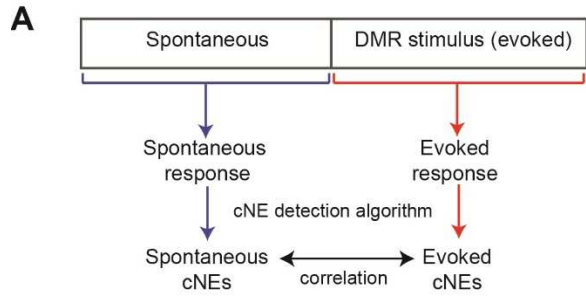 A
Spontaneous
DMR stimulus (evoked)
Spontaneous
response
Evoked
response
cNE detection algorithm
Spontaneous
cNEs
correlation
Evoked
cNEs